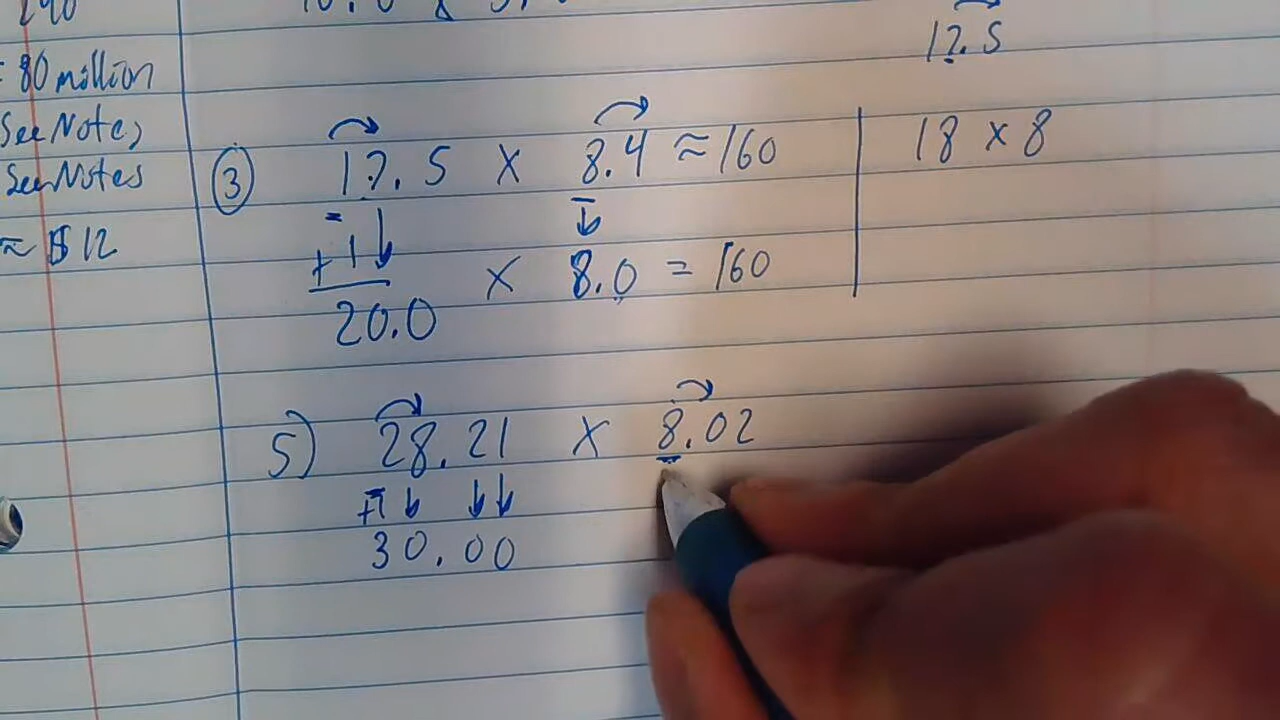 = 80 million
See Notes
See Notes
≈ $12
17.5
③ 17.5 x 8.4 ≈ 160
18 x 8
+1
20.0 x 8.0 = 160
5) 28.21 x 8.02
+1
30.00